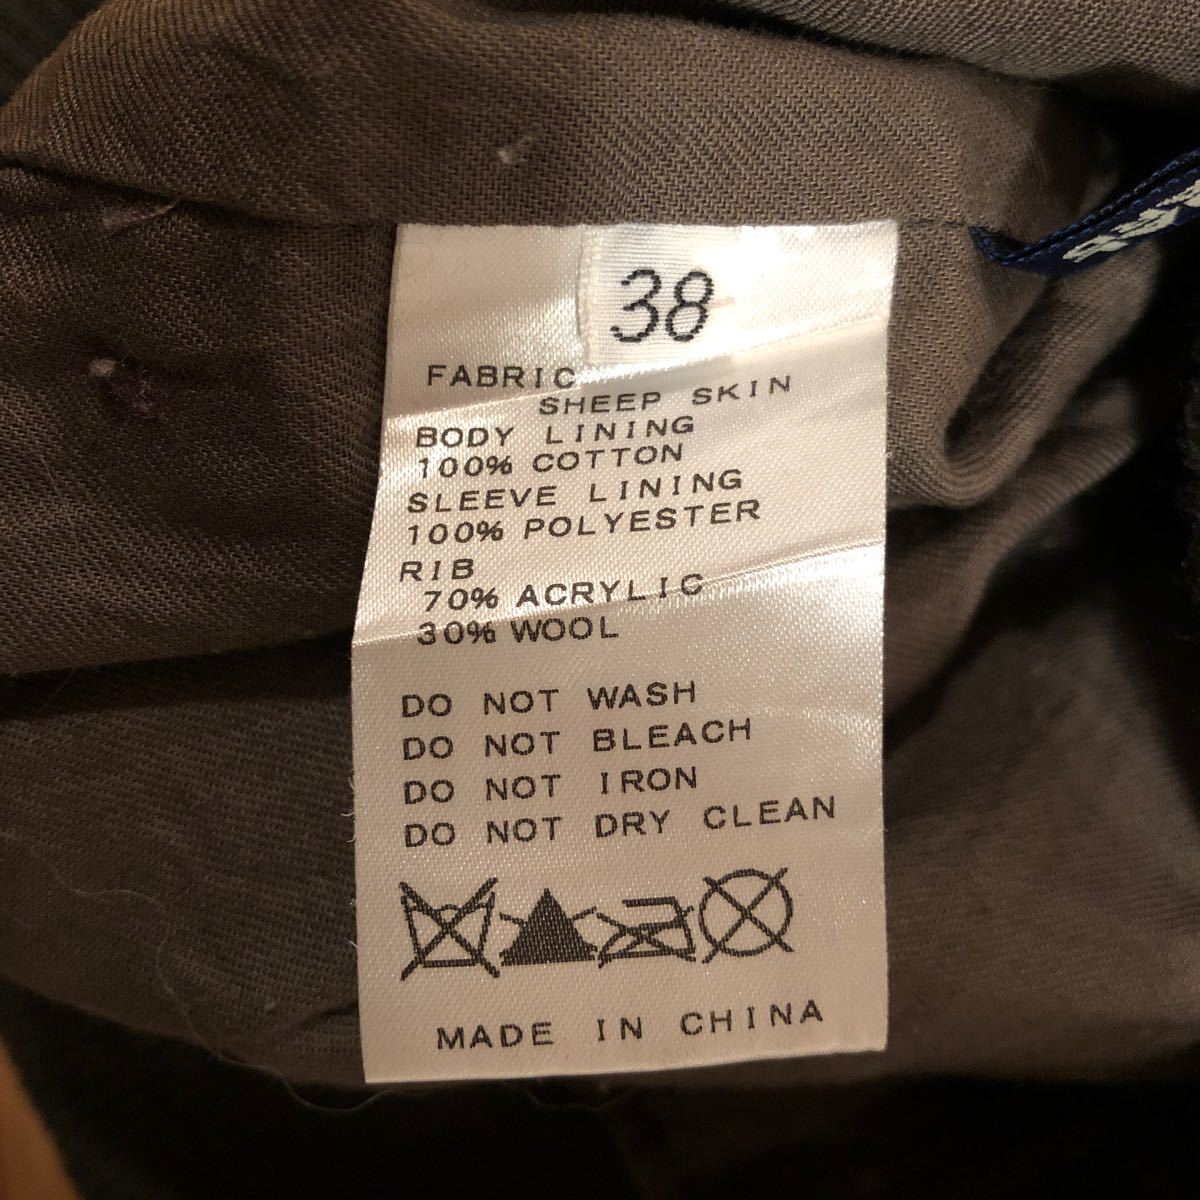 38
FABRIC
SHEEP SKIN
BODY LINING
100% COTTON
SLEEVE LINING
100% POLYESTER
RIB
70% ACRYLIC
30% WOOL
DO NOT WASH
DO NOT BLEACH
DO NOT IRON
DO NOT DRY CLEAN
MADE IN CHINA